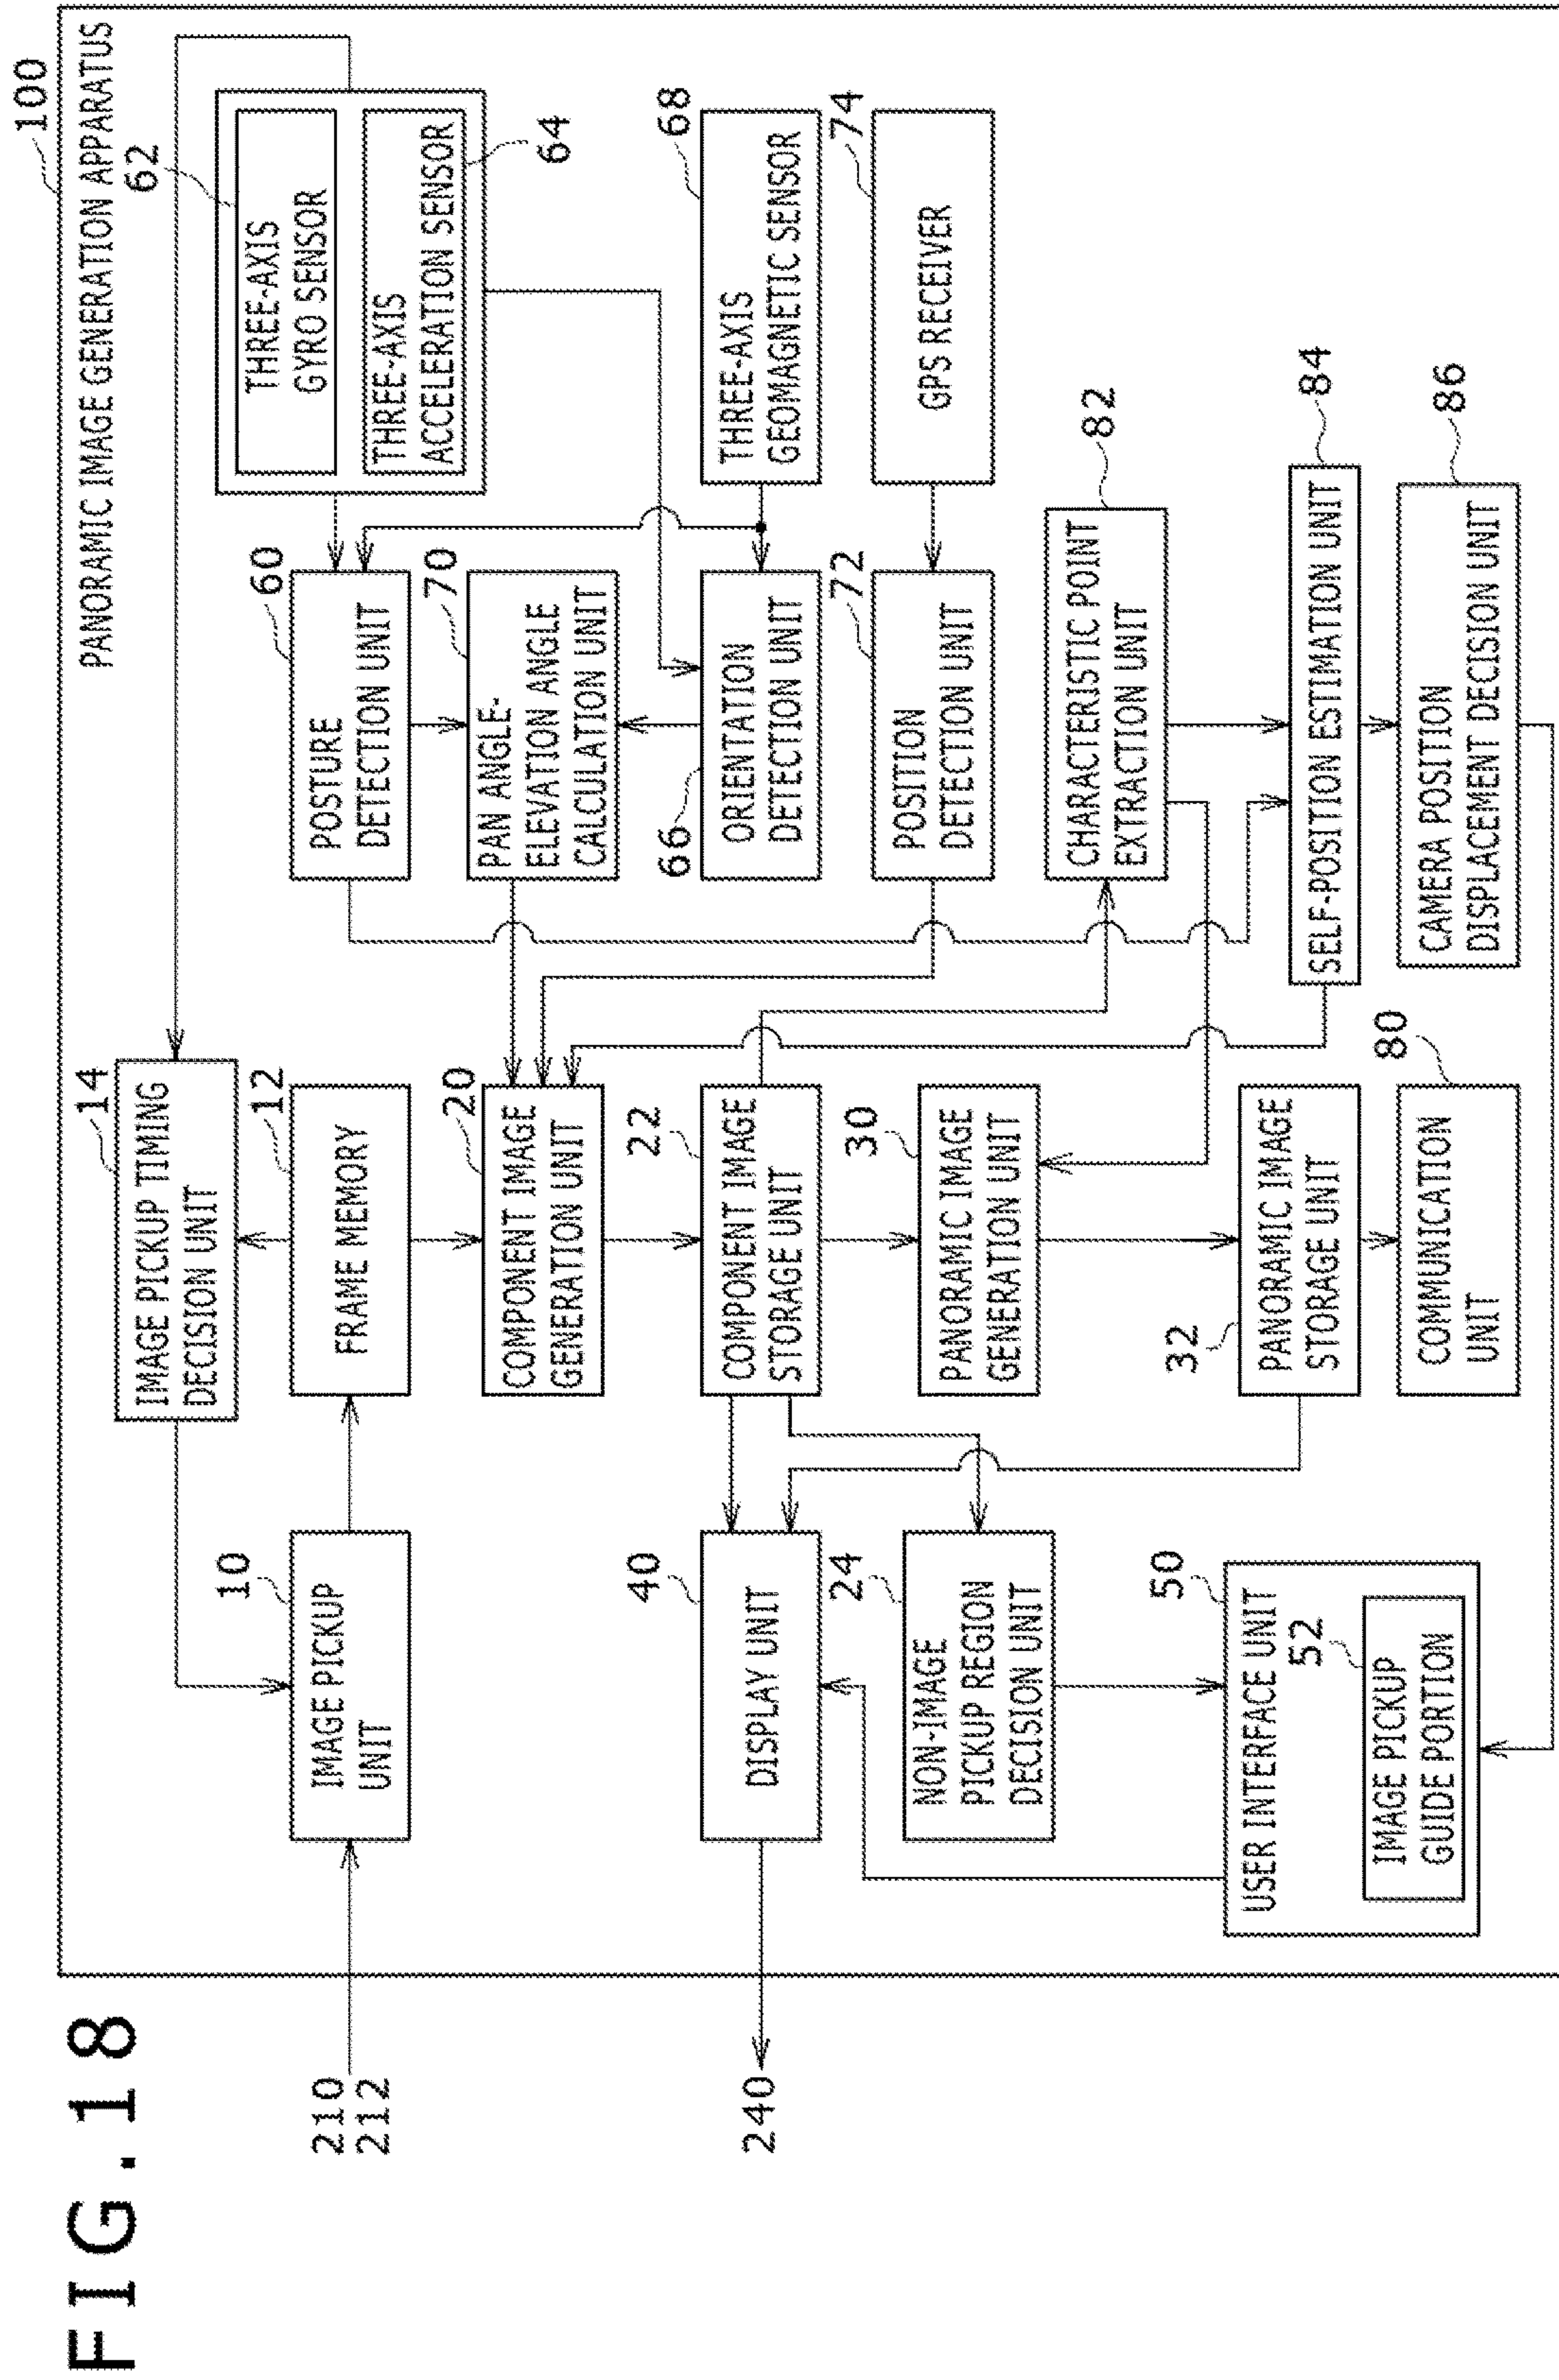 FIG.18
100
PANORAMIC IMAGE GENERATION APPARATUS
210
212
240
10
IMAGE PICKUP
UNIT
14
IMAGE PICKUP TIMING
DECISION UNIT
12
FRAME MEMORY
20
COMPONENT IMAGE
GENERATION UNIT
22
COMPONENT IMAGE
STORAGE UNIT
30
PANORAMIC IMAGE
GENERATION UNIT
32
PANORAMIC IMAGE
STORAGE UNIT
80
COMMUNICATION
UNIT
40
DISPLAY UNIT
24
NON-IMAGE
PICKUP REGION
DECISION UNIT
50
USER INTERFACE UNIT
52
IMAGE PICKUP
GUIDE PORTION
60
POSTURE
DETECTION UNIT
70
PAN ANGLE-
ELEVATION ANGLE
CALCULATION UNIT
66
ORIENTATION
DETECTION UNIT
72
POSITION
DETECTION UNIT
82
CHARACTERISTIC POINT
EXTRACTION UNIT
84
SELF-POSITION ESTIMATION UNIT
86
CAMERA POSITION
DISPLACEMENT DECISION UNIT
62
THREE-AXIS
GYRO SENSOR
64
THREE-AXIS
ACCELERATION SENSOR
68
THREE-AXIS
GEOMAGNETIC SENSOR
74
GPS RECEIVER